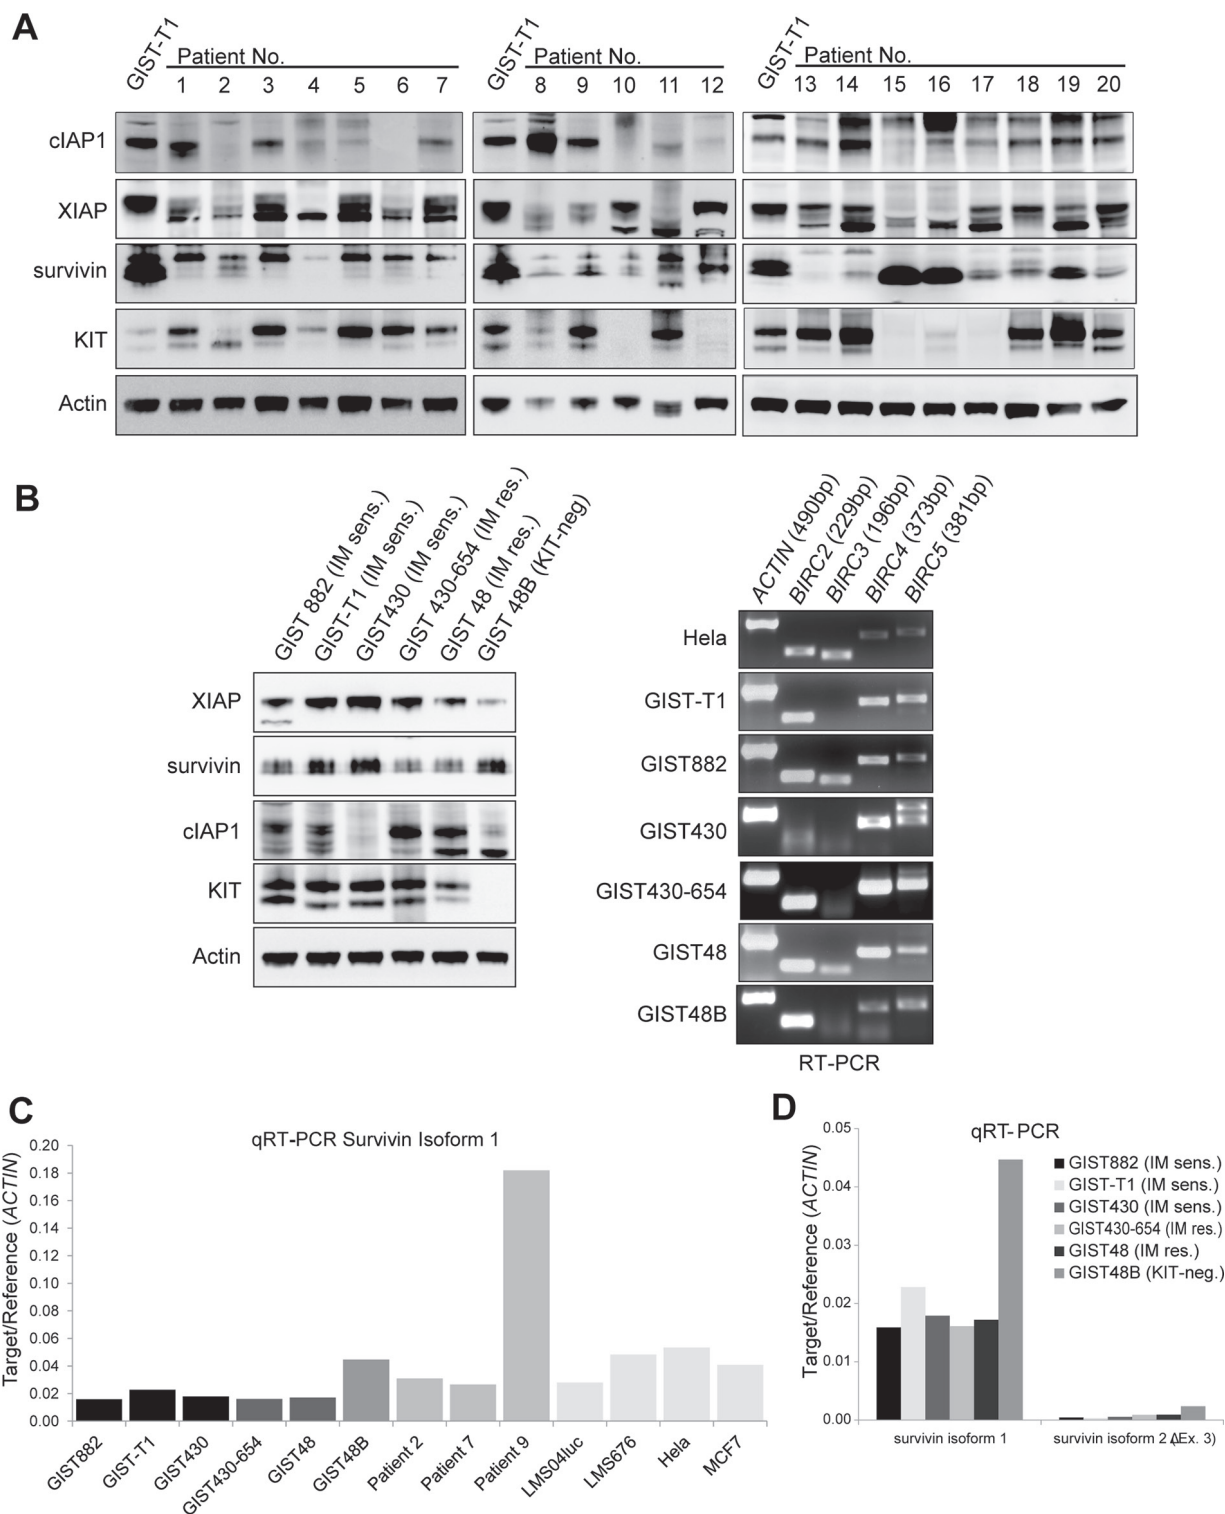 A
GIST-T1 Patient No. GIST-T1 Patient No. GIST-T1 Patient No.
1 2 3 4 5 6 7 8 9 10 11 12 13 14 15 16 17 18 19 20
cIAP1
XIAP
survivin
KIT
Actin
B
GIST 882 (IM sens.)
GIST-T1 (IM sens.)
GIST430 (IM sens.)
GIST 430-654 (IM res.)
GIST 48 (IM res.)
GIST 48B (KIT-neg)
XIAP
survivin
cIAP1
KIT
Actin
ACTIN (490bp)
BIRC2 (229bp)
BIRC3 (196bp)
BIRC4 (373bp)
BIRC5 (381bp)
Hela
GIST-T1
GIST882
GIST430
GIST430-654
GIST48
GIST48B
RT-PCR
C
qRT-PCR Survivin Isoform 1
Target/Reference (ACTIN)
0.20
0.18
0.16
0.14
0.12
0.10
0.08
0.06
0.04
0.02
0.00
GIST882
GIST-T1
GIST430
GIST430-654
GIST48
GIST48B
Patient 2
Patient 7
Patient 9
LMS04luc
LMS676
Hela
MCF7
D
qRT-PCR
Target/Reference (ACTIN)
0.05
0.04
0.03
0.02
0.01
0.00
GIST882 (IM sens.)
GIST-T1 (IM sens.)
GIST430 (IM sens.)
GIST430-654 (IM res.)
GIST48 (IM res.)
GIST48B (KIT-neg.)
survivin isoform 1 survivin isoform 2 (ΔEx. 3)